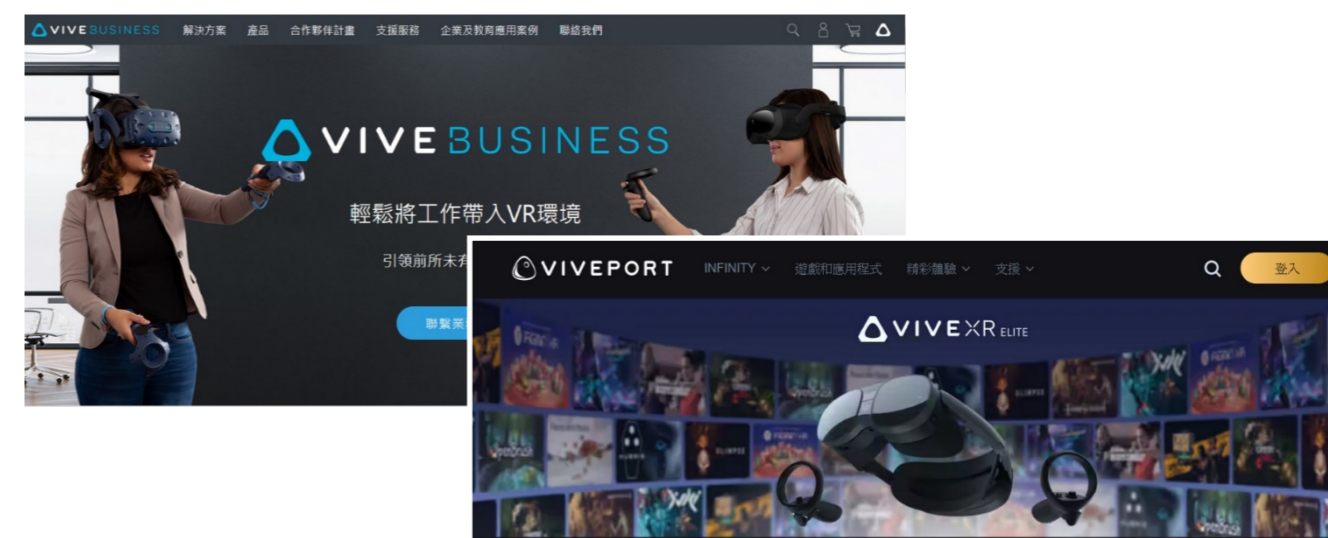 VIVEBUSINESS 解決方案 產品 合作夥伴計畫 支援服務 企業及教育應用案例 聯絡我們
VIVE BUSINESS
輕鬆將工作帶入VR環境
引領前所未有
聯繫業
VIVEPORT INFINITY 遊戲和應用程式 精彩體驗 支援 登入
VIVE XR ELITE